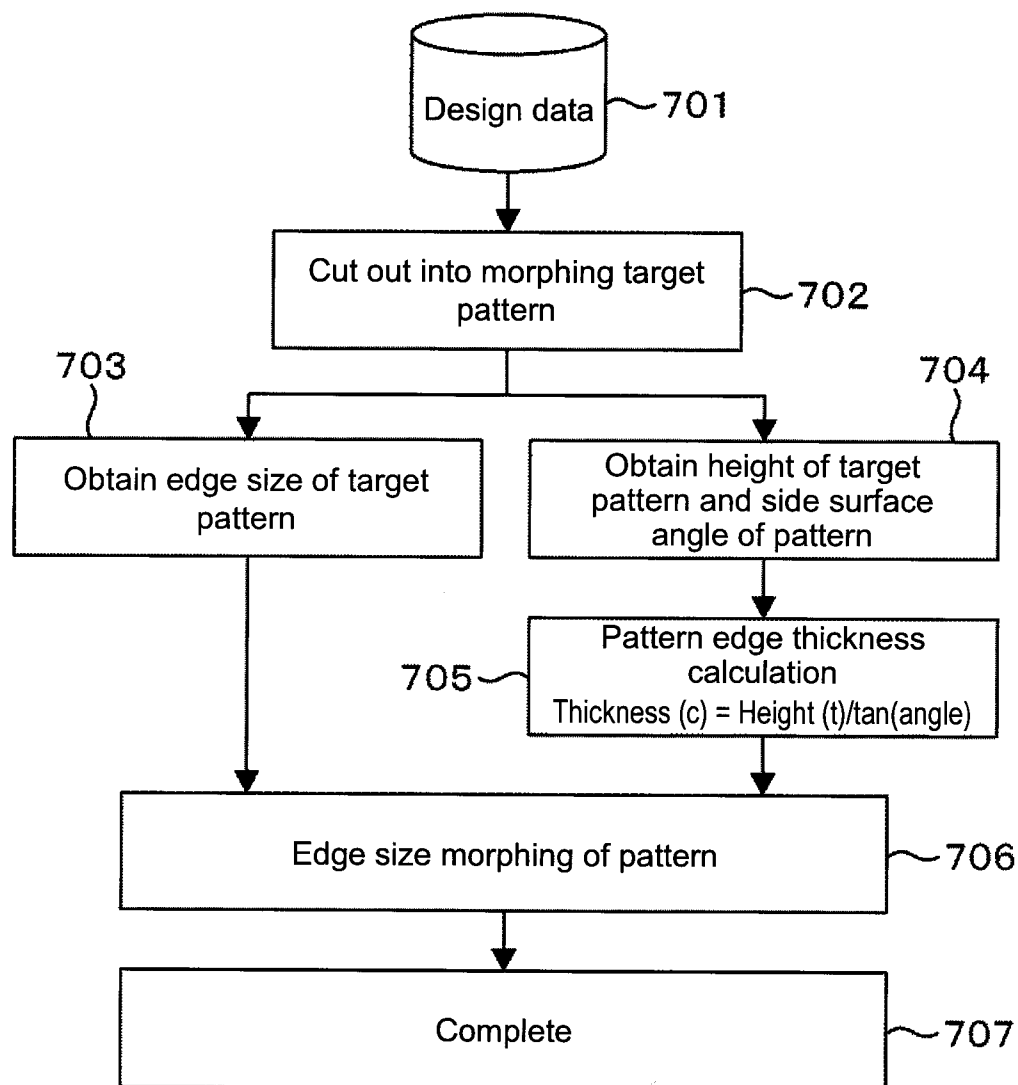 Design data
701
Cut out into morphing target
pattern
702
703
704
Obtain edge size of target
pattern
Obtain height of target
pattern and side surface
angle of pattern
705
Pattern edge thickness
calculation
Thickness (c) = Height (t)/tan(angle)
Edge size morphing of pattern
706
Complete
707